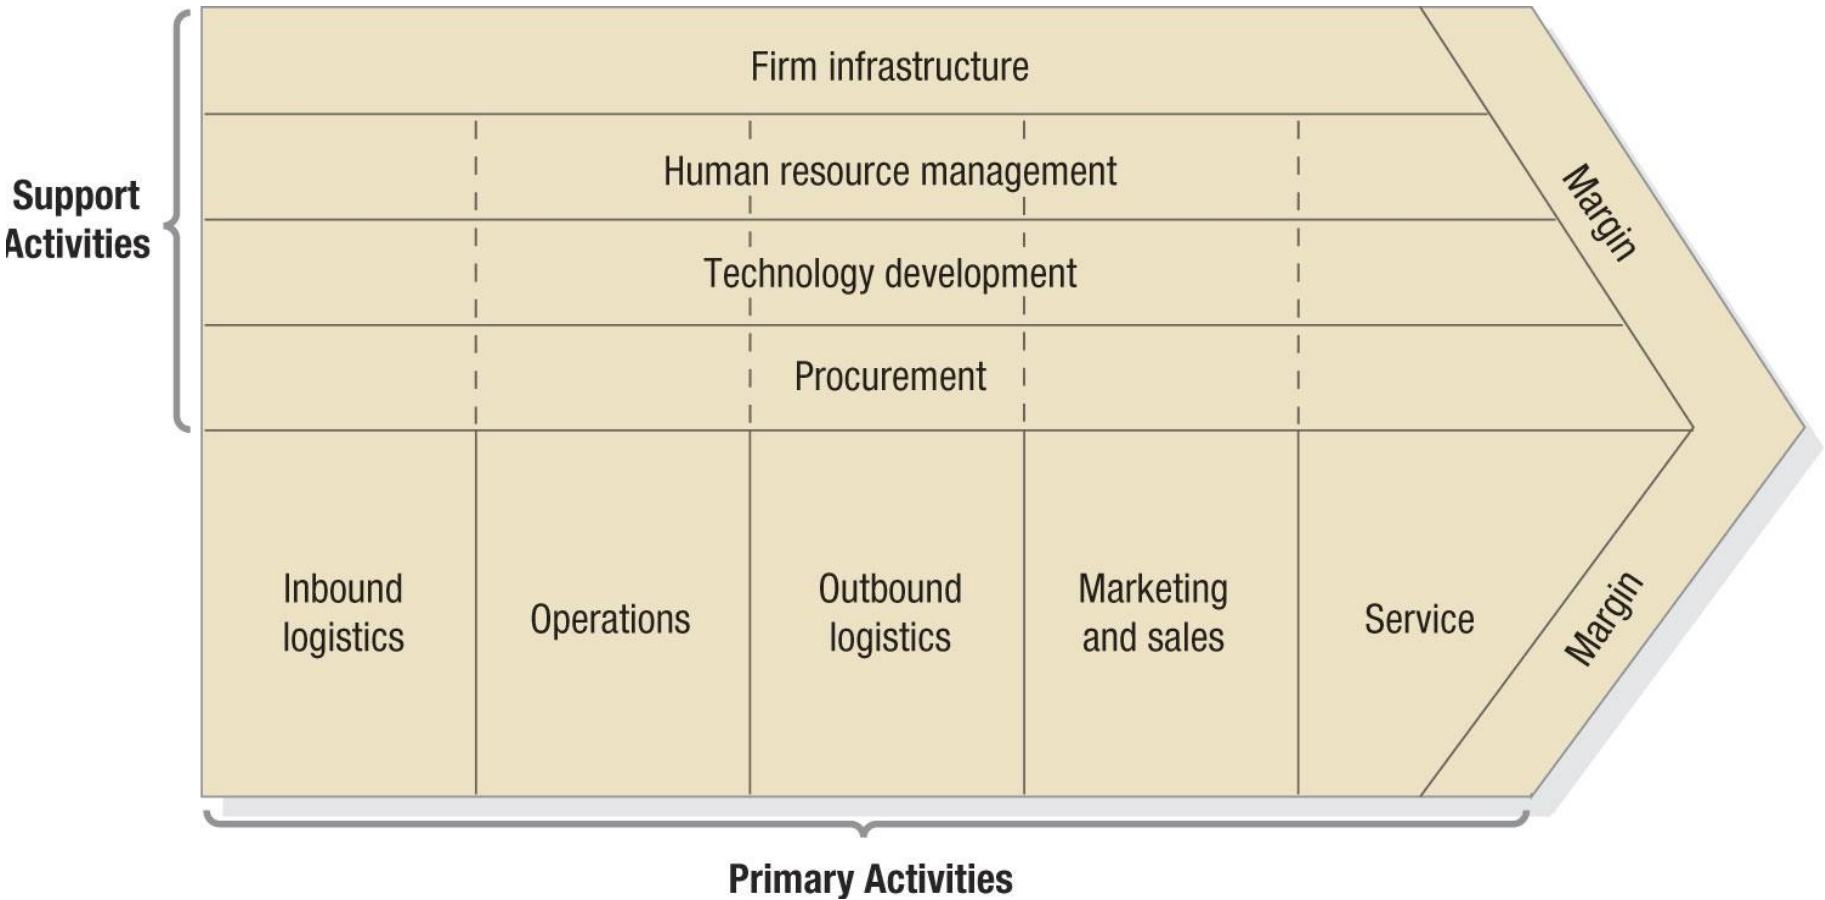 Firm infrastructure
Human resource management
Technology development
Procurement
Support
Activities
Margin
Inbound
logistics
Operations
Outbound
logistics
Marketing
and sales
Service
Margin
Primary Activities